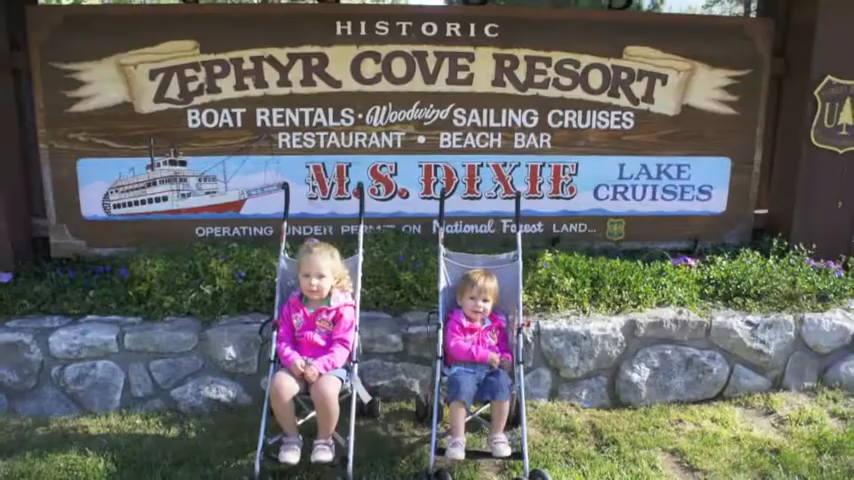 HISTORIC
ZEPHYR COVE RESORT
BOAT RENTALS • Woodwind SAILING CRUISES
RESTAURANT • BEACH BAR
M.S. DIXIE
LAKE CRUISES
OPERATING UNDER PERMIT ON National Forest LAND...
U